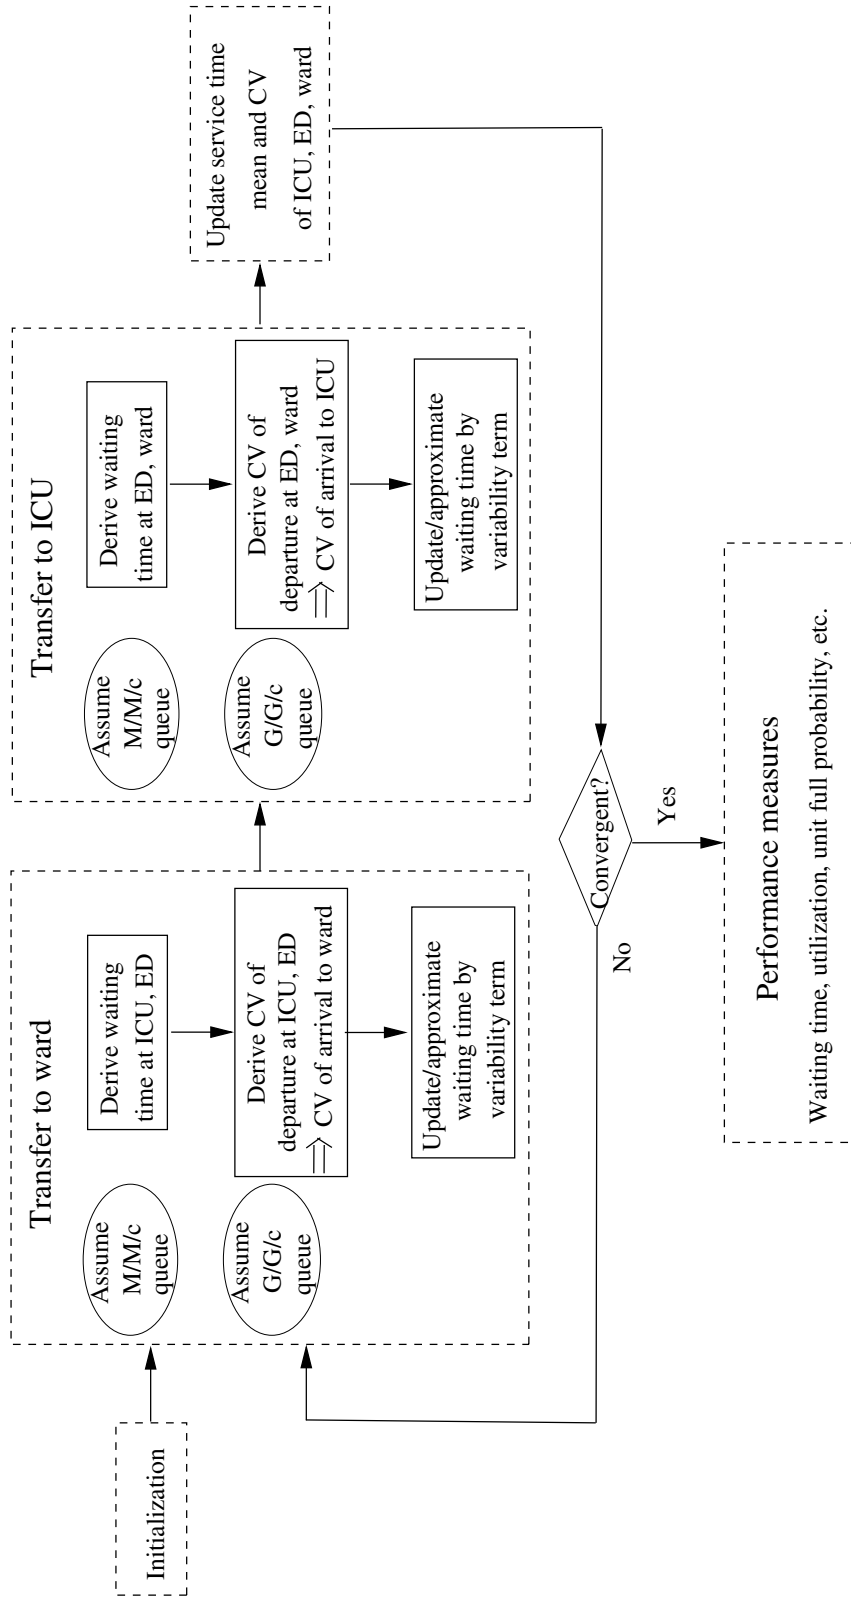 Initialization
Transfer to ward
Assume
M/M/c
queue
Derive waiting
time at ICU, ED
Assume
G/G/c
queue
Derive CV of
departure at ICU, ED
⇒ CV of arrival to ward
Update/approximate
waiting time by
variability term
Transfer to ICU
Assume
M/M/c
queue
Derive waiting
time at ED, ward
Assume
G/G/c
queue
Derive CV of
departure at ED, ward
⇒ CV of arrival to ICU
Update/approximate
waiting time by
variability term
Update service time
mean and CV
of ICU, ED, ward
Convergent?
No
Yes
Performance measures
Waiting time, utilization, unit full probability, etc.